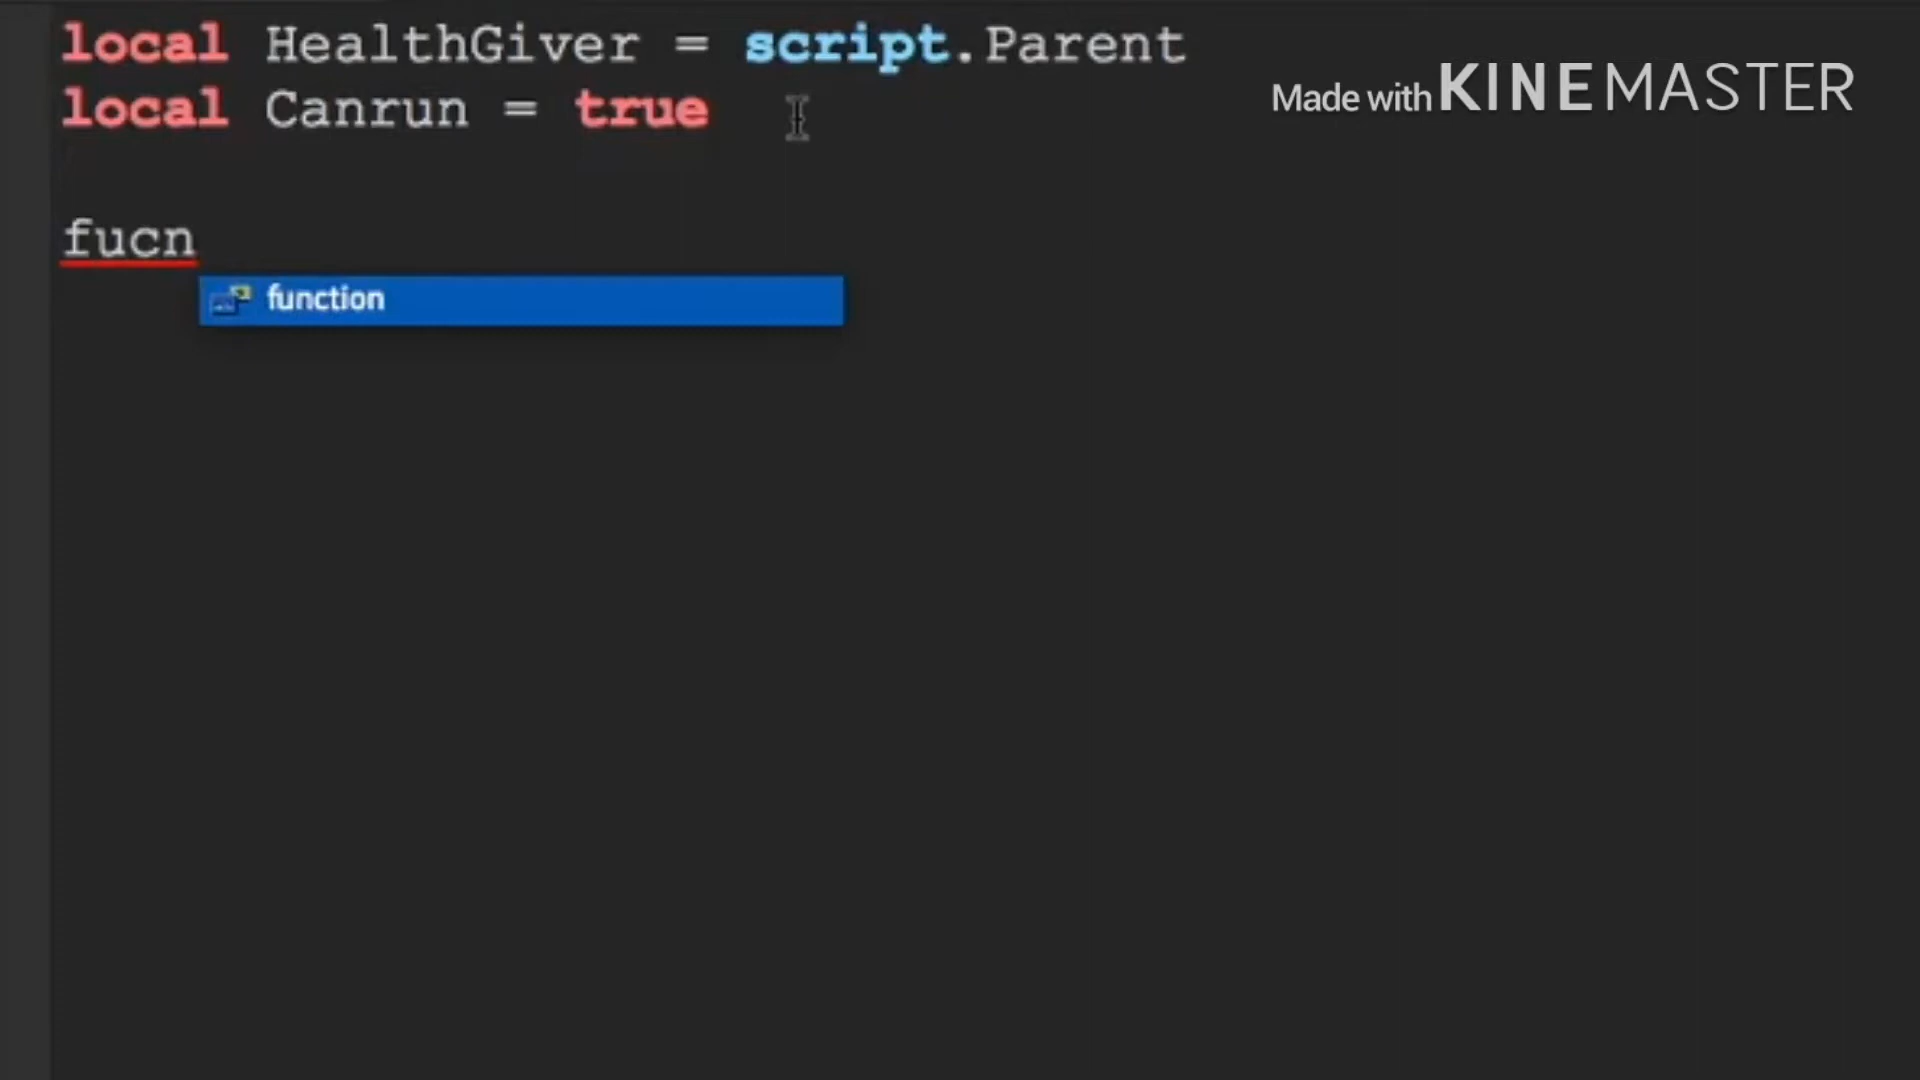 local HealthGiver = script.Parent
Made with KINEMASTER
local Canrun = true
fucn
function